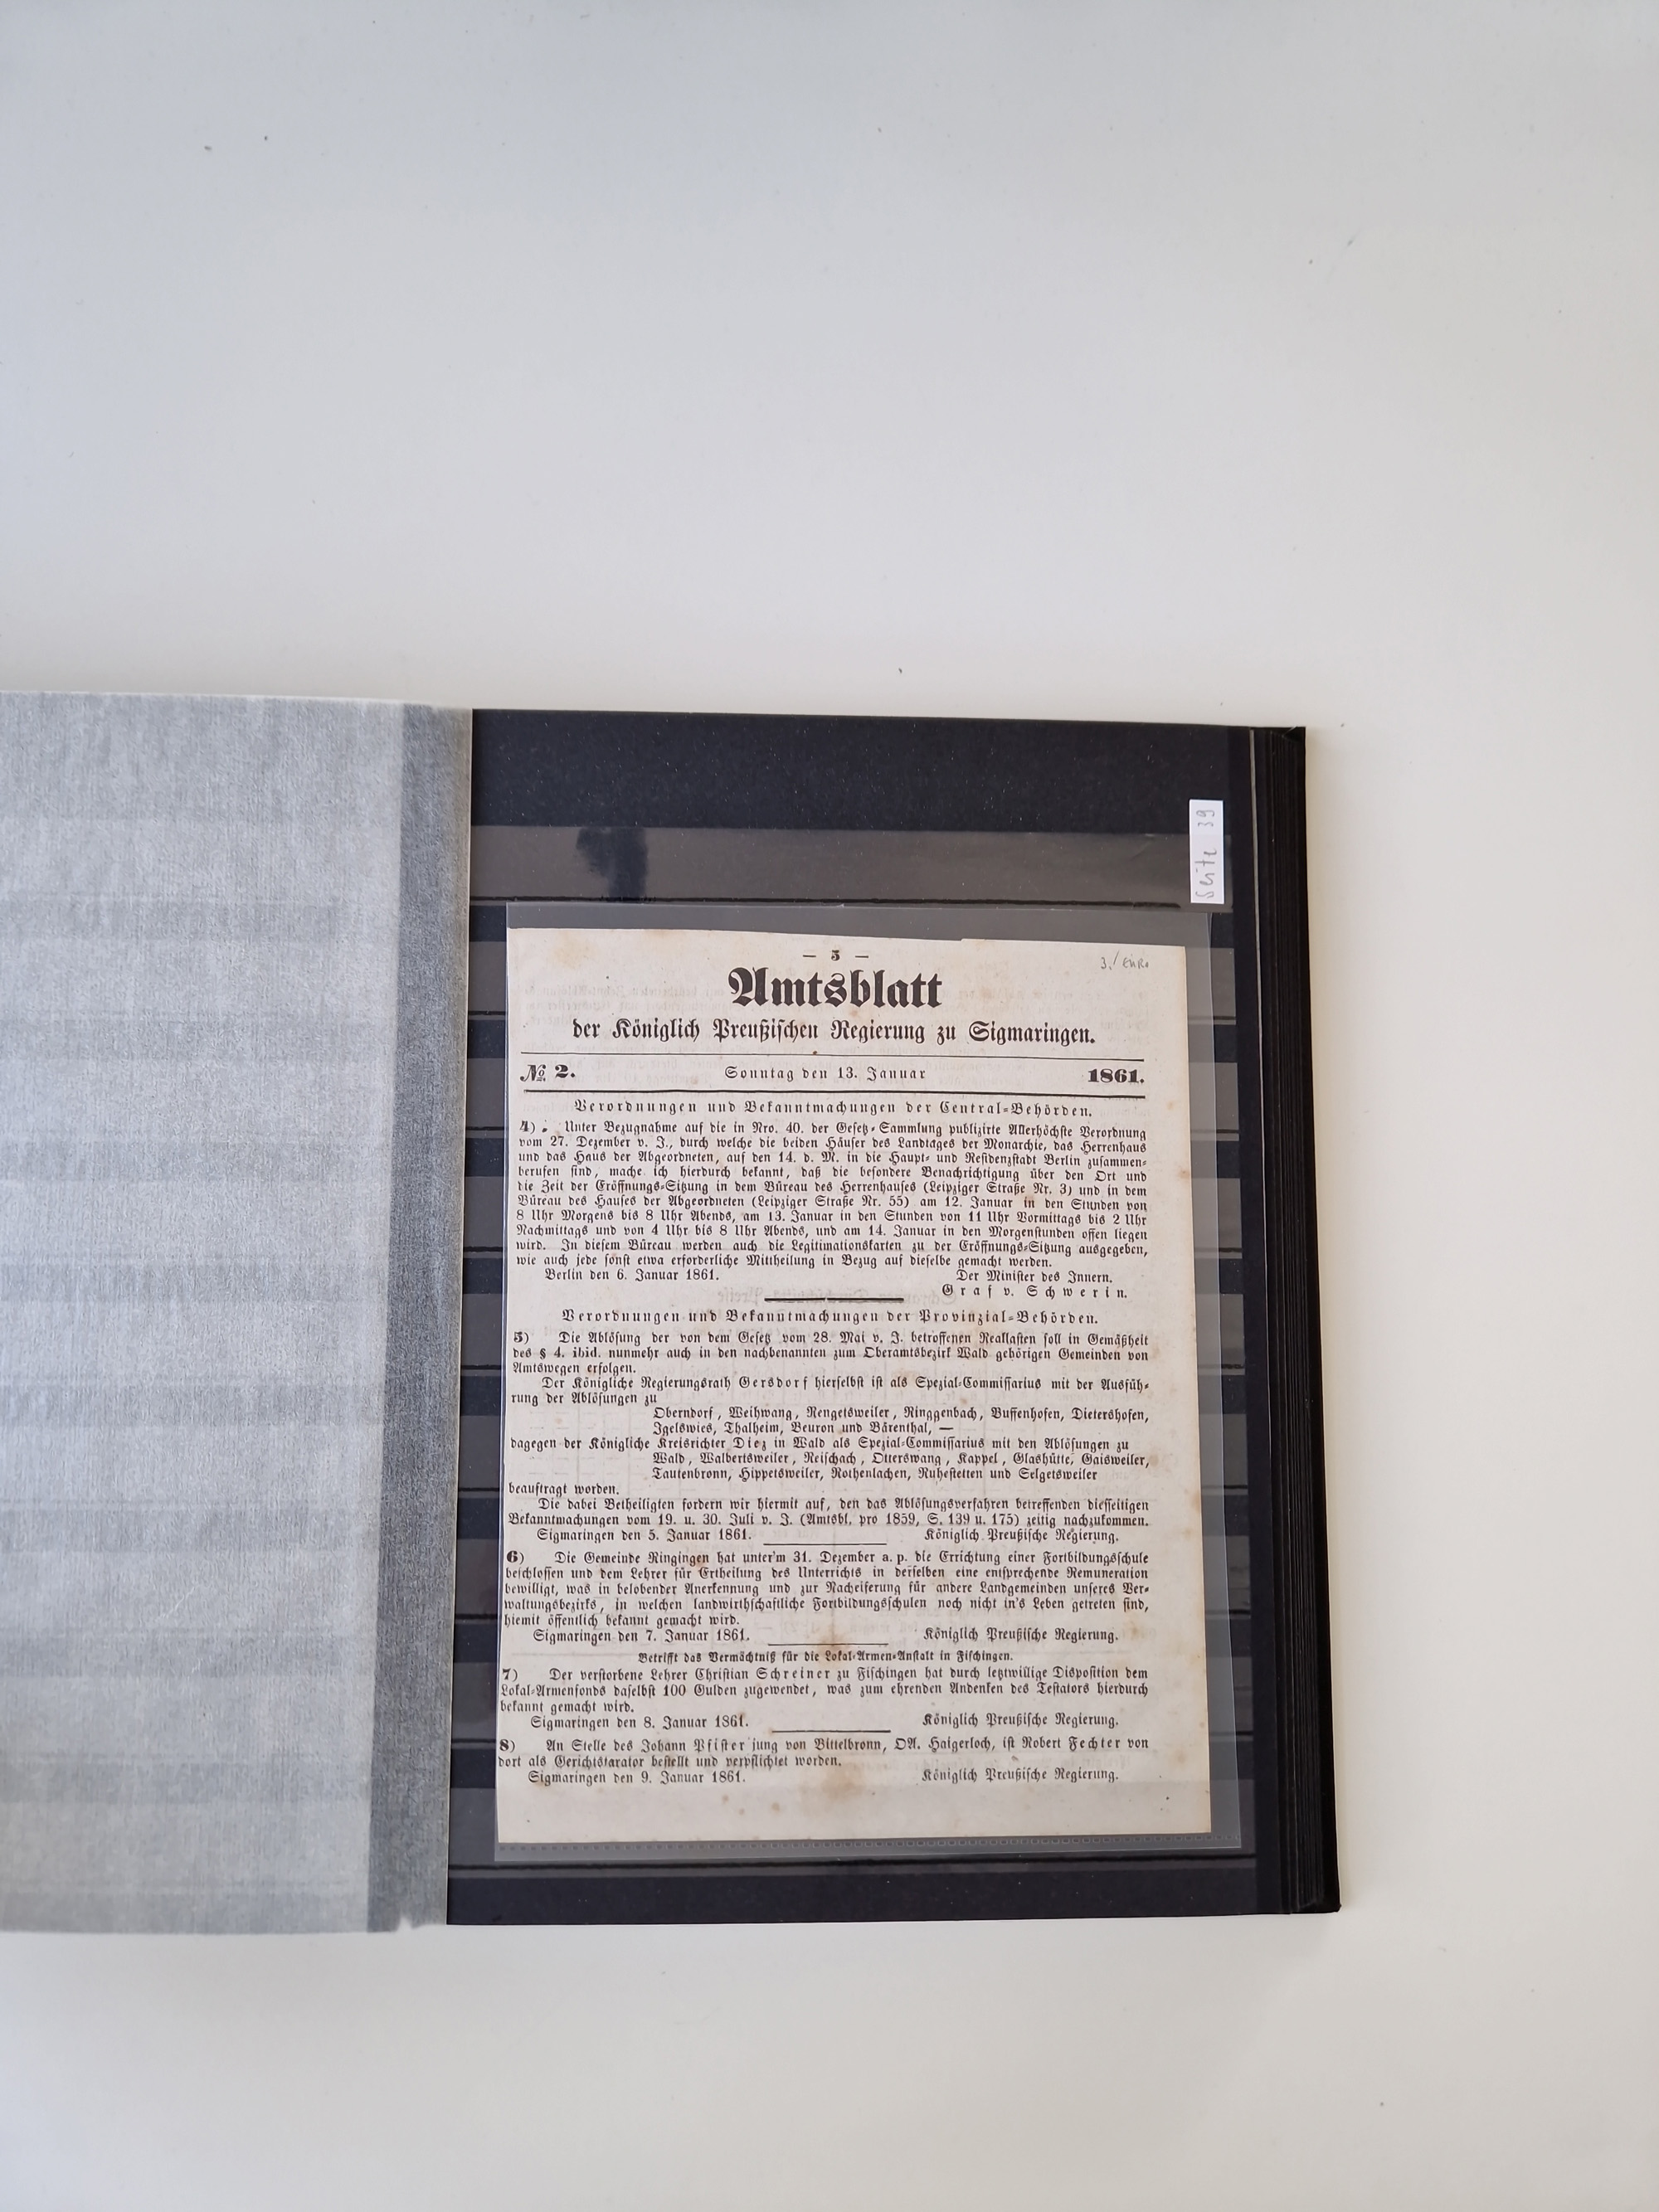 Seite 39
— 5 —
3,/ EURO
Amtsblatt
der Königlich Preußischen Regierung zu Sigmaringen.
№ 2. Sonntag den 13. Januar 1861.
Verordnungen und Bekanntmachungen der Central-Behörden.
4) Unter Bezugnahme auf die in Nro. 40. der Gesetz-Sammlung publizirte Allerhöchste Verordnung
vom 27. Dezember v. J., durch welche die beiden Häuser des Landtages der Monarchie, das Herrenhaus
und das Haus der Abgeordneten, auf den 14. d. M. in die Haupt- und Residenzstadt Berlin zusammen-
berufen sind, mache ich hierdurch bekannt, daß die besondere Benachrichtigung über den Ort und
die Zeit der Eröffnungs-Sitzung in dem Büreau des Herrenhauses (Leipziger Straße Nr. 3) und in dem
Büreau des Hauses der Abgeordneten (Leipziger Straße Nr. 55) am 12. Januar in den Stunden von
8 Uhr Morgens bis 8 Uhr Abends, am 13. Januar in den Stunden von 11 Uhr Vormittags bis 2 Uhr
Nachmittags und von 4 Uhr bis 8 Uhr Abends, und am 14. Januar in den Morgenstunden offen liegen
wird. In diesem Büreau werden auch die Legitimationskarten zu der Eröffnungs-Sitzung ausgegeben,
wie auch jede sonst etwa erforderliche Mittheilung in Bezug auf dieselbe gemacht werden.
Berlin den 6. Januar 1861. Der Minister des Innern.
Graf v. Schwerin.
Verordnungen und Bekanntmachungen der Provinzial-Behörden.
5) Die Ablösung der von dem Gesetz vom 28. Mai v. J. betroffenen Reallasten soll in Gemäßheit
des § 4. ibid. nunmehr auch in den nachbenannten zum Oberamtsbezirk Wald gehörigen Gemeinden von
Amtswegen erfolgen.
Der Königliche Regierungsrath Gersdorf hierselbst ist als Spezial-Commissarius mit der Ausfüh-
rung der Ablösungen zu
Oberndorf, Weihwang, Rengetsweiler, Ringgenbach, Buffenhofen, Dietershofen,
Igelswies, Thalheim, Beuron und Bärenthal, —
dagegen der Königliche Kreisrichter Diez in Wald als Spezial-Commissarius mit den Ablösungen zu
Wald, Walbertsweiler, Reischach, Otterswang, Kappel, Glashütte, Gaisweiler,
Tautenbronn, Hippetsweiler, Rothenlachen, Ruhestetten und Selgetsweiler
beauftragt worden.
Die dabei Betheiligten fordern wir hiermit auf, den das Ablösungsverfahren betreffenden diesseitigen
Bekanntmachungen vom 19. u. 30. Juli v. J. (Amtsbl. pro 1859, S. 139 u. 175) zeitig nachzukommen.
Sigmaringen den 5. Januar 1861. Königlich Preußische Regierung.
6) Die Gemeinde Ringingen hat unter'm 31. Dezember a. p. die Errichtung einer Fortbildungsschule
beschlossen und dem Lehrer für Ertheilung des Unterrichts in derselben eine entsprechende Remuneration
bewilligt, was in belobender Anerkennung und zur Nacheiferung für andere Landgemeinden unseres Ver-
waltungsbezirks, in welchen landwirthschaftliche Fortbildungsschulen noch nicht in's Leben getreten sind,
hiemit öffentlich bekannt gemacht wird.
Sigmaringen den 7. Januar 1861. Königlich Preußische Regierung.
Betrifft das Vermächtniß für die Lokal-Armen-Anstalt in Fischingen.
7) Der verstorbene Lehrer Christian Schreiner zu Fischingen hat durch letztwillige Disposition dem
Lokal-Armenfonds daselbst 100 Gulden zugewendet, was zum ehrenden Andenken des Testators hierdurch
bekannt gemacht wird.
Sigmaringen den 8. Januar 1861. Königlich Preußische Regierung.
8) An Stelle des Johann Pfister jung von Bittelbronn, OA. Haigerloch, ist Robert Fechter von
dort als Gerichtstaxator bestellt und verpflichtet worden.
Sigmaringen den 9. Januar 1861. Königlich Preußische Regierung.